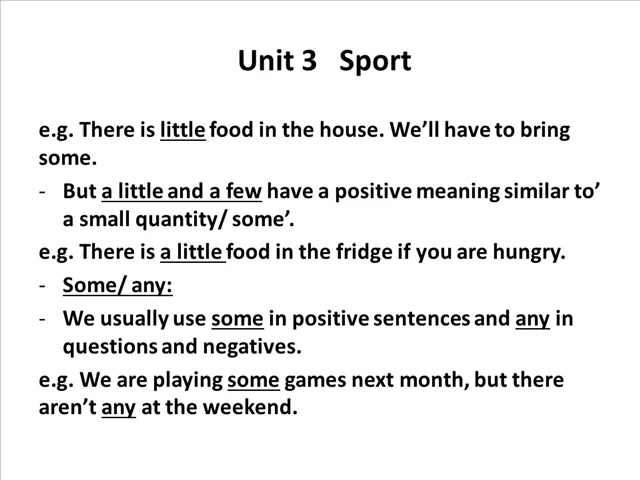 Unit 3   Sport
e.g. There is little food in the house. We’ll have to bring
some.
- But a little and a few have a positive meaning similar to’
a small quantity/ some’.
e.g. There is a little food in the fridge if you are hungry.
- Some/ any:
- We usually use some in positive sentences and any in
questions and negatives.
e.g. We are playing some games next month, but there
aren’t any at the weekend.